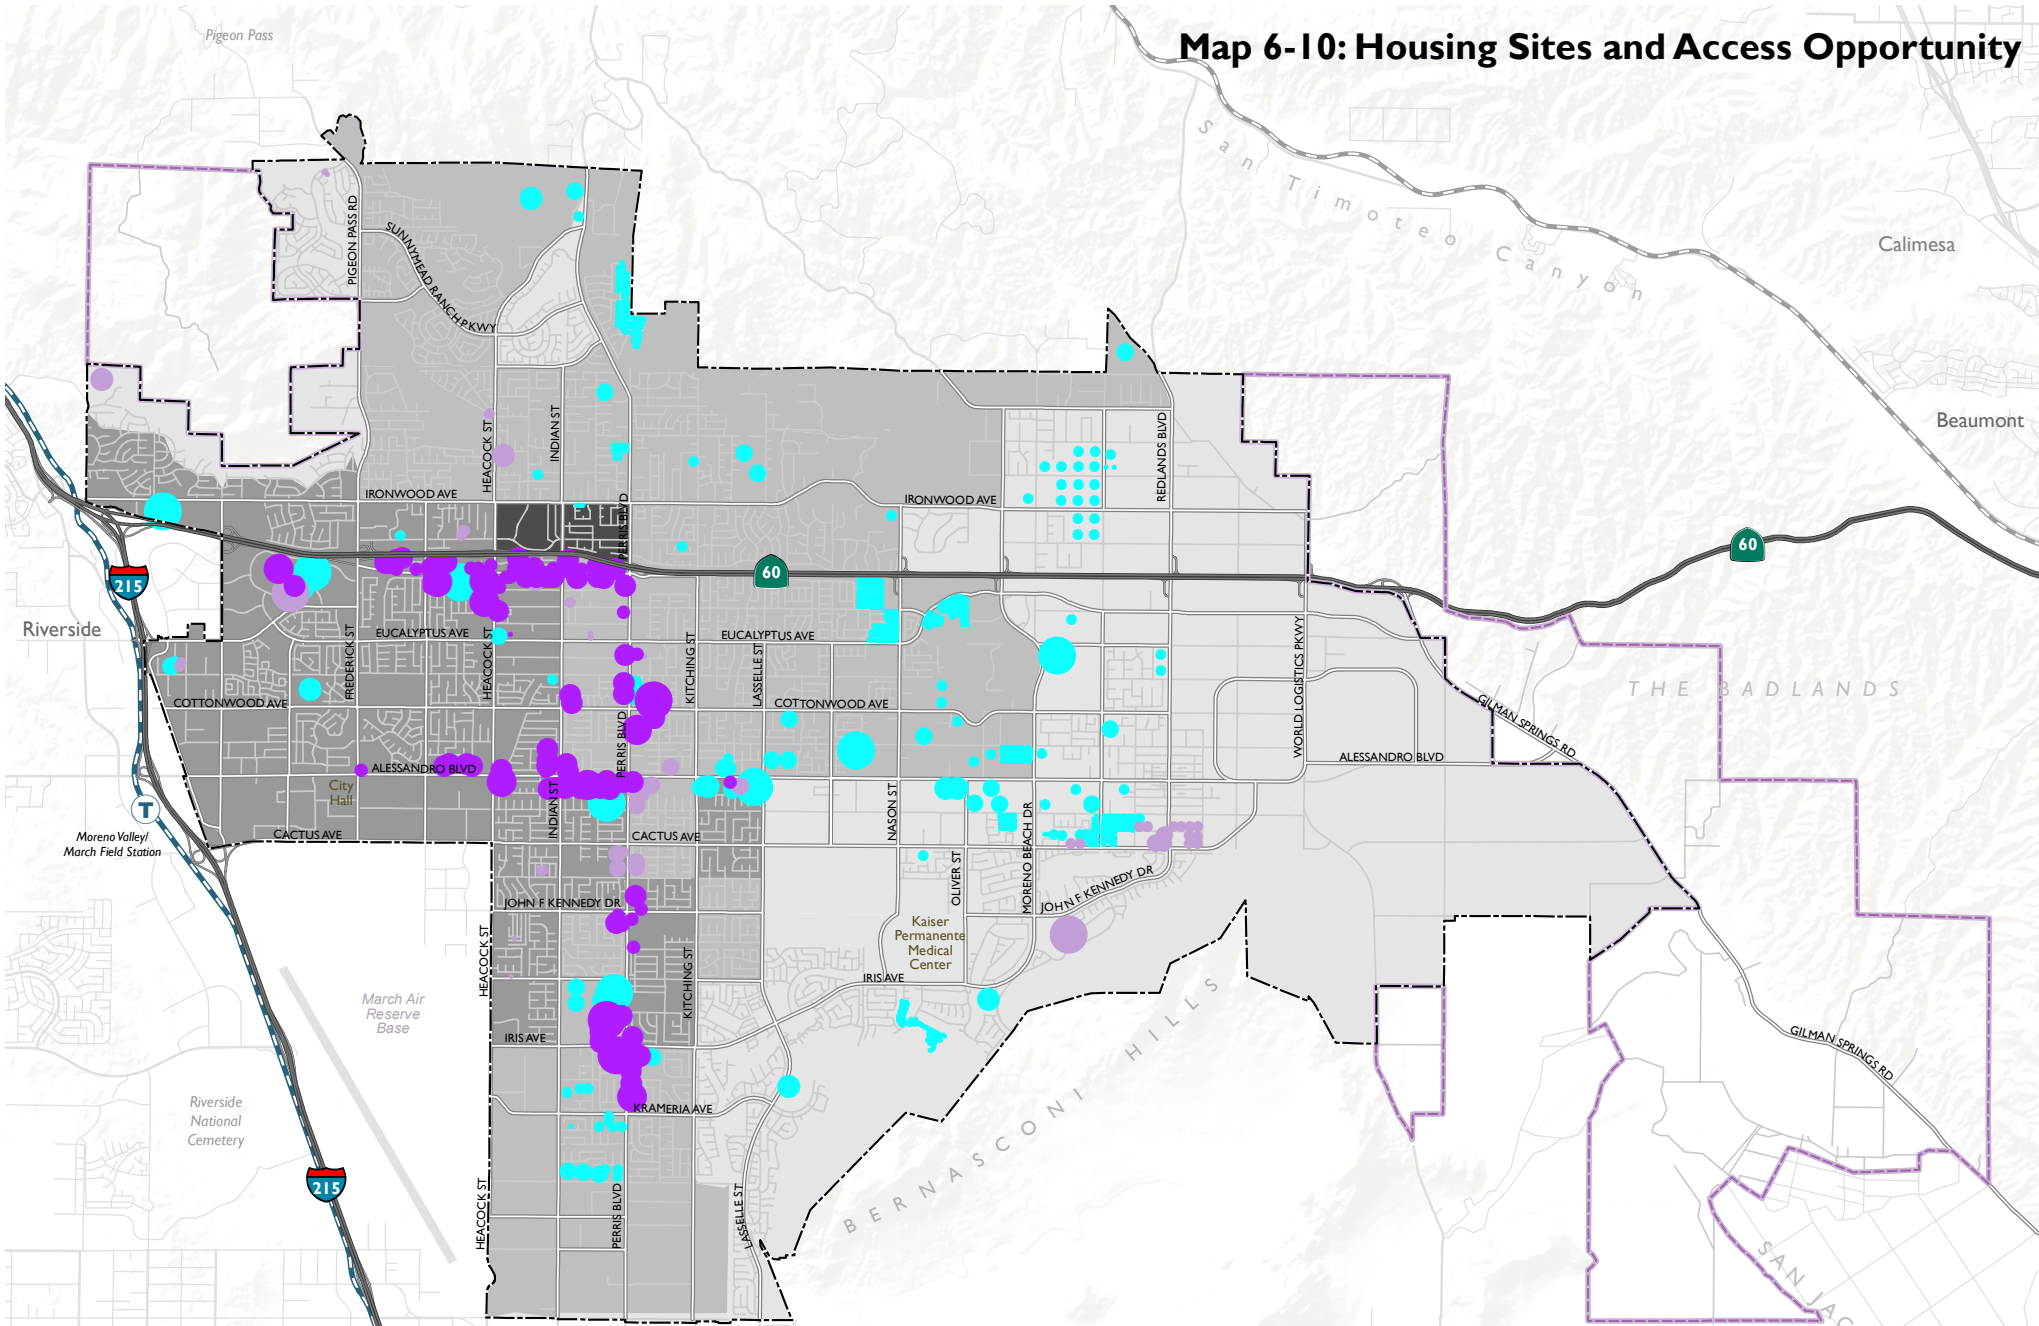 Map 6-10: Housing Sites and Access Opportunity
Pigeon Pass
San Timoteo Canyon
Calimesa
Beaumont
PIGEON PASS RD
SUNNYMEAD RANCH PKWY
HEACOCK ST
INDIAN ST
PERRIS BLVD
REDLANDS BLVD
IRONWOOD AVE
IRONWOOD AVE
60
60
215
Riverside
EUCALYPTUS AVE
EUCALYPTUS AVE
FREDERICK ST
HEACOCK ST
KITCHING ST
LASSELLE ST
WORLD LOGISTICS PKWY
THE BADLANDS
COTTONWOOD AVE
COTTONWOOD AVE
PERRIS BLVD
GILMAN SPRINGS RD
ALESSANDRO BLVD
ALESSANDRO BLVD
City
Hall
INDIAN ST
NASON ST
MORENO BEACH DR
T
Moreno Valley/
March Field Station
CACTUS AVE
CACTUS AVE
OLIVER ST
JOHN F KENNEDY DR
JOHN F KENNEDY DR
Kaiser
Permanente
Medical
Center
HEACOCK ST
KITCHING ST
IRIS AVE
March Air
Reserve
Base
IRIS AVE
BERNASCONI HILLS
GILMAN SPRINGS RD
Riverside
National
Cemetery
KRAMERIA AVE
215
HEACOCK ST
PERRIS BLVD
LASSELLE ST
SAN JAC